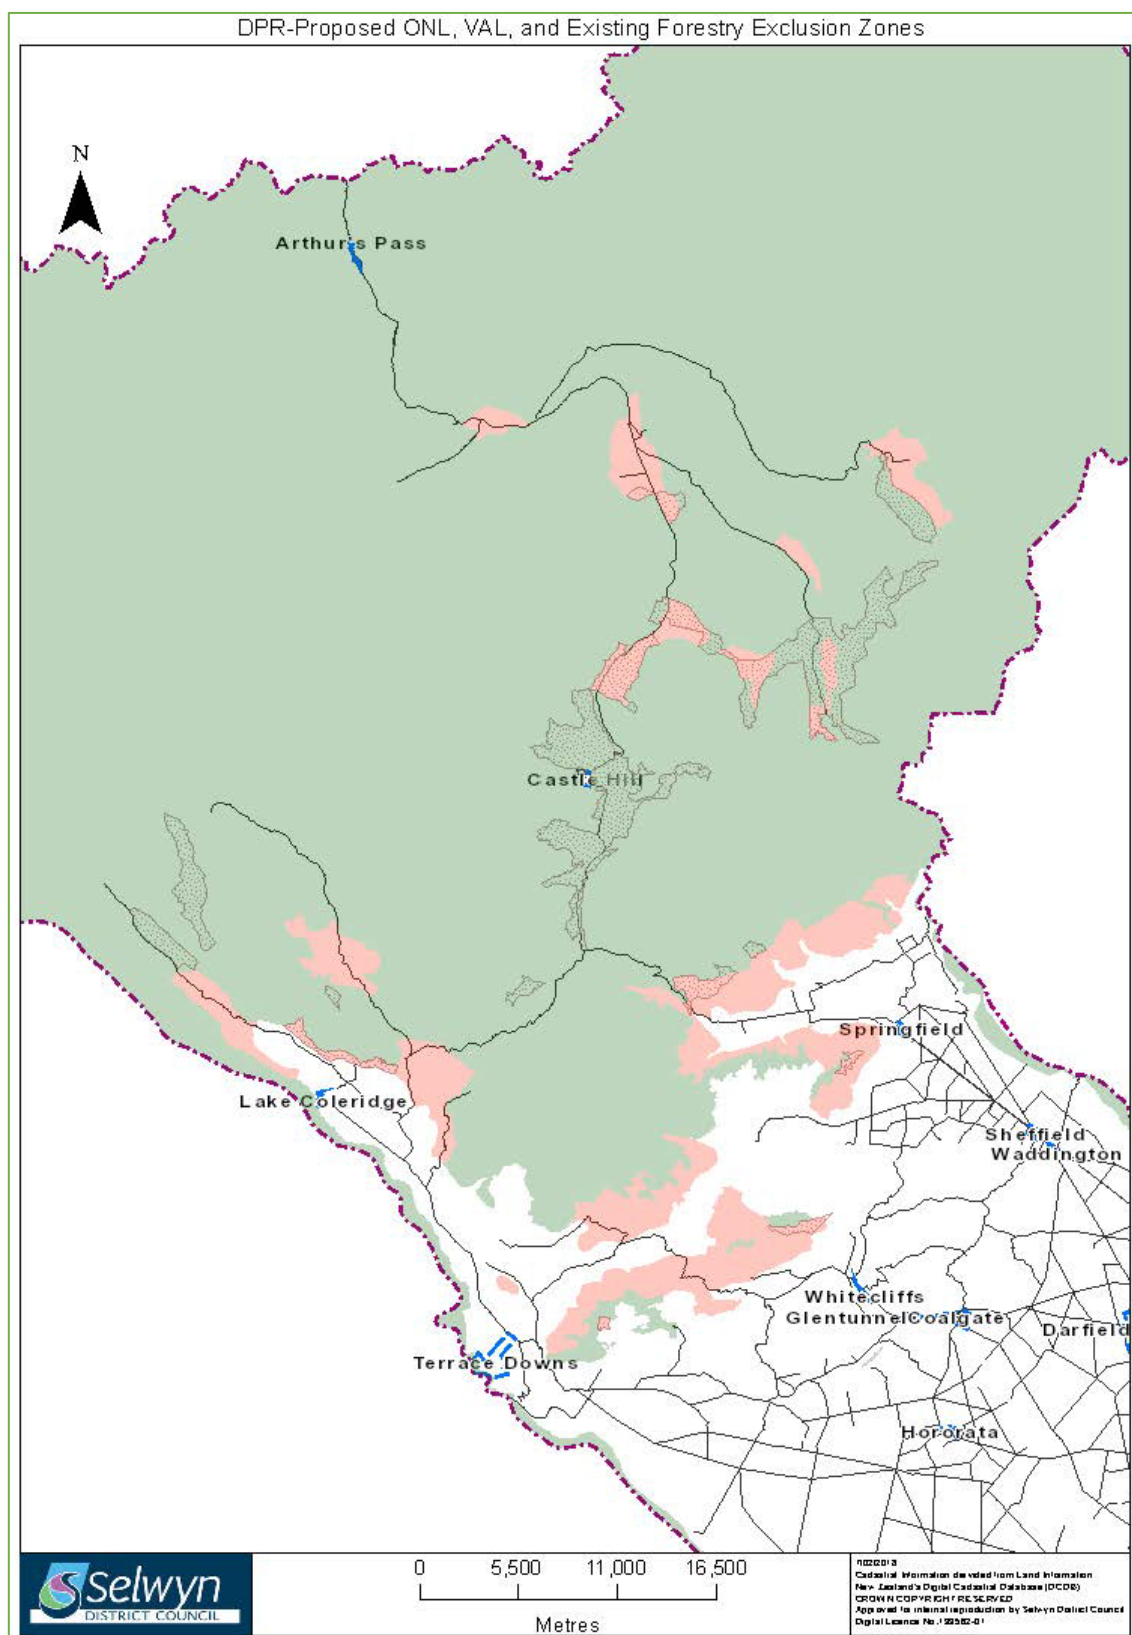 DPR-Proposed ONL, VAL, and Existing Forestry Exclusion Zones
N
Arthur's Pass
Castle Hill
Springfield
Lake Coleridge
Sheffield
Waddington
Whitecliffs
Glentunnel Coalgate
Darfield
Terrace Downs
Hororata
Selwyn
DISTRICT COUNCIL
0 5,500 11,000 16,500
Metres
Cadastral Information derived from Land Information
New Zealand's Digital Cadastral Database (DCDB)
CROWN COPYRIGHT RESERVED
Approved for internal reproduction by Selwyn District Council
Digital Licence No.